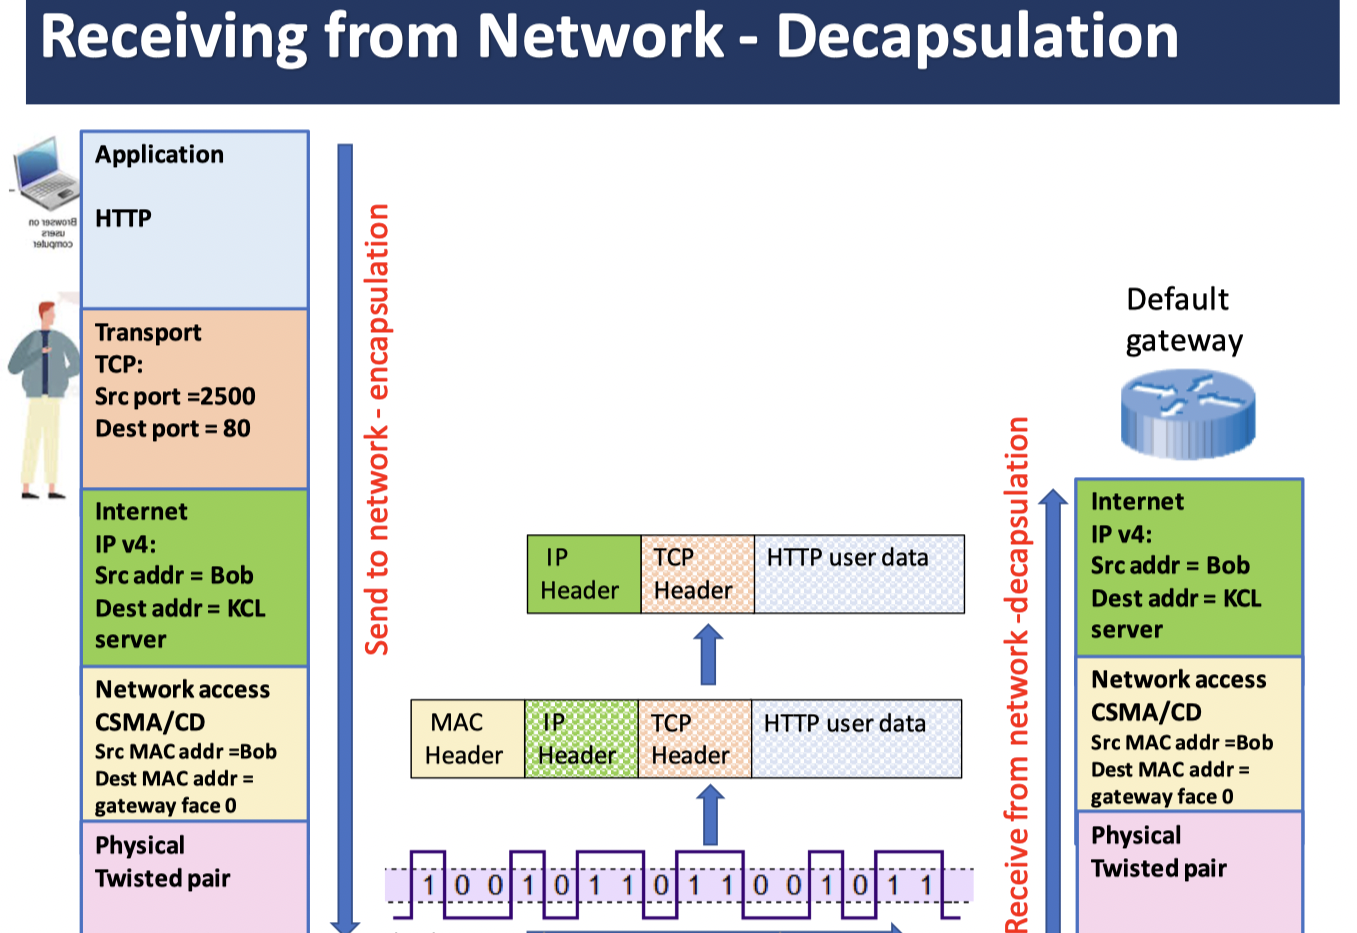 Receiving from Network - Decapsulation
Browser on
users
computer
Application
HTTP
Transport
TCP:
Src port =2500
Dest port = 80
Internet
IP v4:
Src addr = Bob
Dest addr = KCL
server
Network access
CSMA/CD
Src MAC addr =Bob
Dest MAC addr =
gateway face 0
Physical
Twisted pair
Send to network - encapsulation
IP
Header
TCP
Header
HTTP user data
MAC
Header
IP
Header
TCP
Header
HTTP user data
1 0 0 1 0 1 1 0 1 1 0 0 1 0 1 1
Receive from network -decapsulation
Default
gateway
Internet
IP v4:
Src addr = Bob
Dest addr = KCL
server
Network access
CSMA/CD
Src MAC addr =Bob
Dest MAC addr =
gateway face 0
Physical
Twisted pair